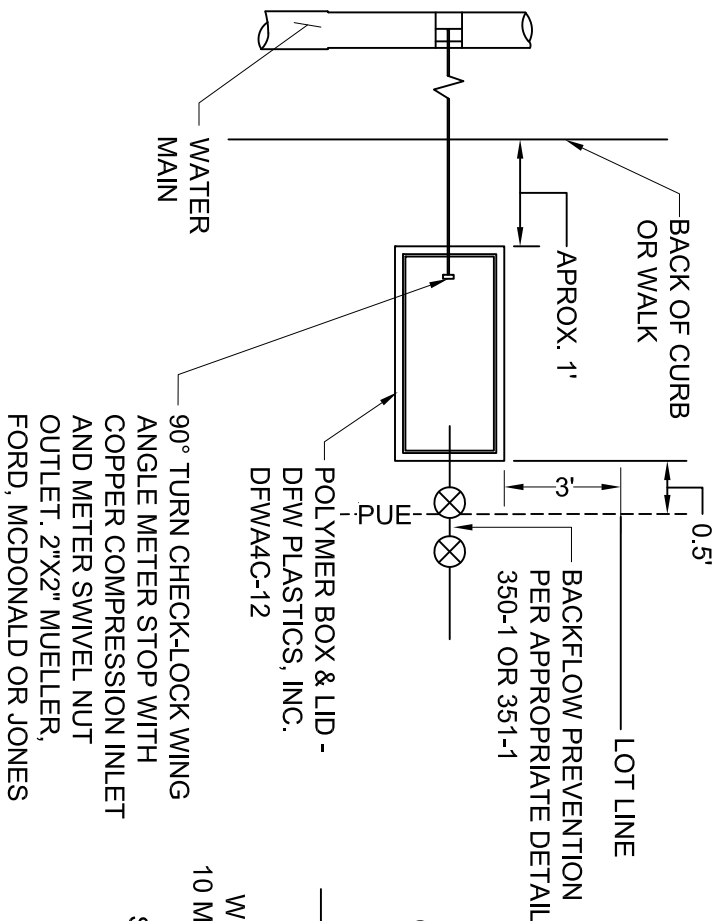 WATER
MAIN
BACK OF CURB
OR WALK
APROX. 1'
3'
0.5'
LOT LINE
PUE
BACKFLOW PREVENTION
PER APPROPRIATE DETAIL
350-1 OR 351-1
POLYMER BOX & LID -
DFW PLASTICS, INC.
DFWA4C-12
90° TURN CHECK-LOCK WING
ANGLE METER STOP WITH
COPPER COMPRESSION INLET
AND METER SWIVEL NUT
OUTLET. 2"X2" MUELLER,
FORD, MCDONALD OR JONES
W
10 M